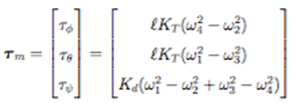 τ_m = [τ_ϕ; τ_θ; τ_ψ] = [ℓK_T(ω_4^2 − ω_2^2); ℓK_T(ω_1^2 − ω_3^2); K_d(ω_1^2 − ω_2^2 + ω_3^2 − ω_4^2)]